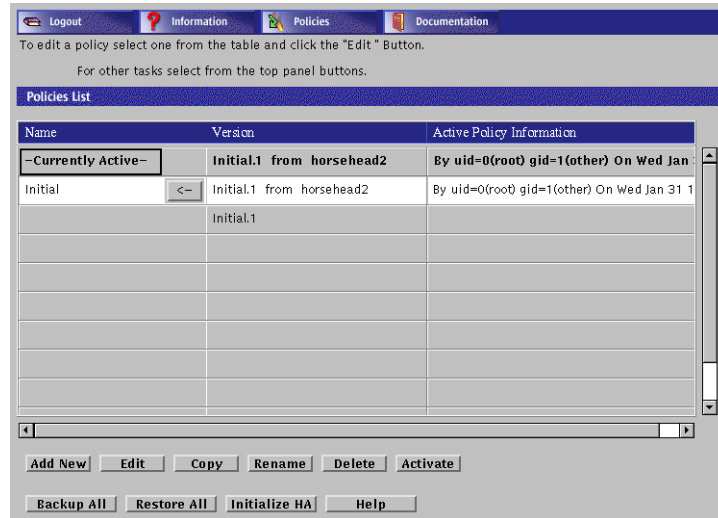 Logout Information Policies Documentation
To edit a policy select one from the table and click the "Edit " Button.
For other tasks select from the top panel buttons.
Policies List
Name Version Active Policy Information
-Currently Active- Initial.1 from horsehead2 By uid=0(root) gid=1(other) On Wed Jan
Initial <- Initial.1 from horsehead2 By uid=0(root) gid=1(other) On Wed Jan 31 1
Initial.1
Add New Edit Copy Rename Delete Activate
Backup All Restore All Initialize HA Help